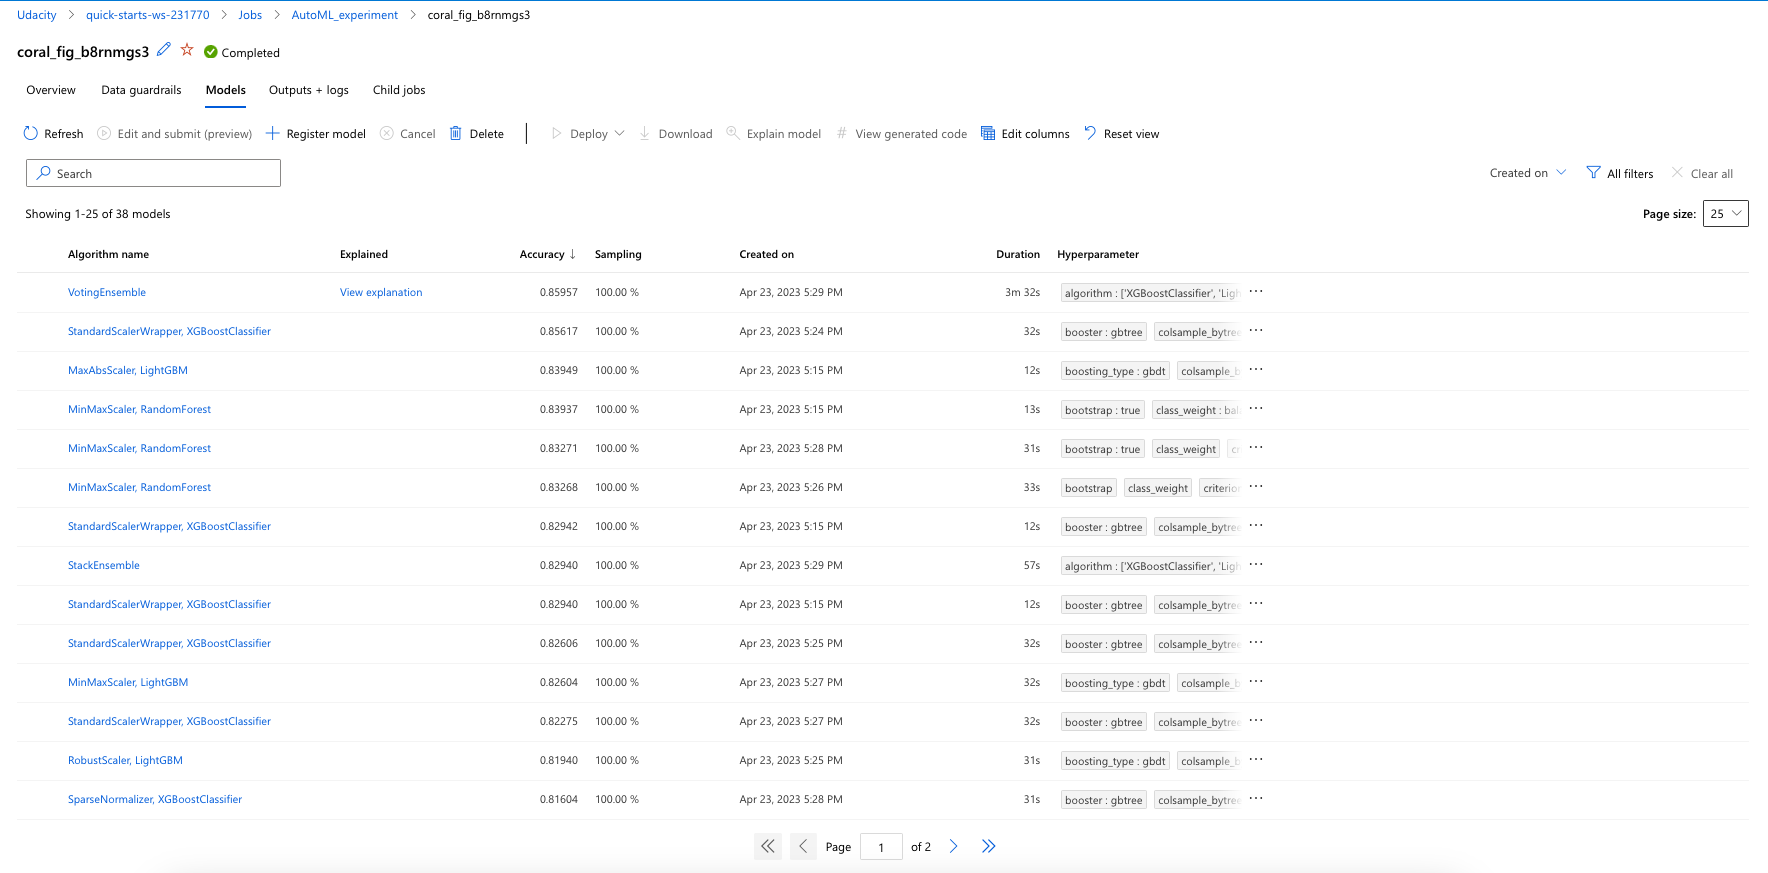 Udacity > quick-starts-ws-231770 > Jobs > AutoML_experiment > coral_fig_b8rnmgs3
coral_fig_b8rnmgs3 Completed
Overview Data guardrails Models Outputs + logs Child jobs
Refresh Edit and submit (preview) Register model Cancel Delete | Deploy Download Explain model # View generated code Edit columns Reset view
Search Created on All filters Clear all
Showing 1-25 of 38 models Page size: 25
Algorithm name Explained Accuracy ↓ Sampling Created on Duration Hyperparameter
VotingEnsemble View explanation 0.85957 100.00 % Apr 23, 2023 5:29 PM 3m 32s algorithm : ['XGBoostClassifier', 'Ligh ...
StandardScalerWrapper, XGBoostClassifier 0.85617 100.00 % Apr 23, 2023 5:24 PM 32s booster : gbtree colsample_bytree ...
MaxAbsScaler, LightGBM 0.83949 100.00 % Apr 23, 2023 5:15 PM 12s boosting_type : gbdt colsample_b ...
MinMaxScaler, RandomForest 0.83937 100.00 % Apr 23, 2023 5:15 PM 13s bootstrap : true class_weight : bal ...
MinMaxScaler, RandomForest 0.83271 100.00 % Apr 23, 2023 5:28 PM 31s bootstrap : true class_weight cr ...
MinMaxScaler, RandomForest 0.83268 100.00 % Apr 23, 2023 5:26 PM 33s bootstrap class_weight criterion ...
StandardScalerWrapper, XGBoostClassifier 0.82942 100.00 % Apr 23, 2023 5:15 PM 12s booster : gbtree colsample_bytree ...
StackEnsemble 0.82940 100.00 % Apr 23, 2023 5:29 PM 57s algorithm : ['XGBoostClassifier', 'Ligh ...
StandardScalerWrapper, XGBoostClassifier 0.82940 100.00 % Apr 23, 2023 5:15 PM 12s booster : gbtree colsample_bytree ...
StandardScalerWrapper, XGBoostClassifier 0.82606 100.00 % Apr 23, 2023 5:25 PM 32s booster : gbtree colsample_bytree ...
MinMaxScaler, LightGBM 0.82604 100.00 % Apr 23, 2023 5:27 PM 32s boosting_type : gbdt colsample_b ...
StandardScalerWrapper, XGBoostClassifier 0.82275 100.00 % Apr 23, 2023 5:27 PM 32s booster : gbtree colsample_bytree ...
RobustScaler, LightGBM 0.81940 100.00 % Apr 23, 2023 5:25 PM 31s boosting_type : gbdt colsample_b ...
SparseNormalizer, XGBoostClassifier 0.81604 100.00 % Apr 23, 2023 5:28 PM 31s booster : gbtree colsample_bytree ...
Page 1 of 2